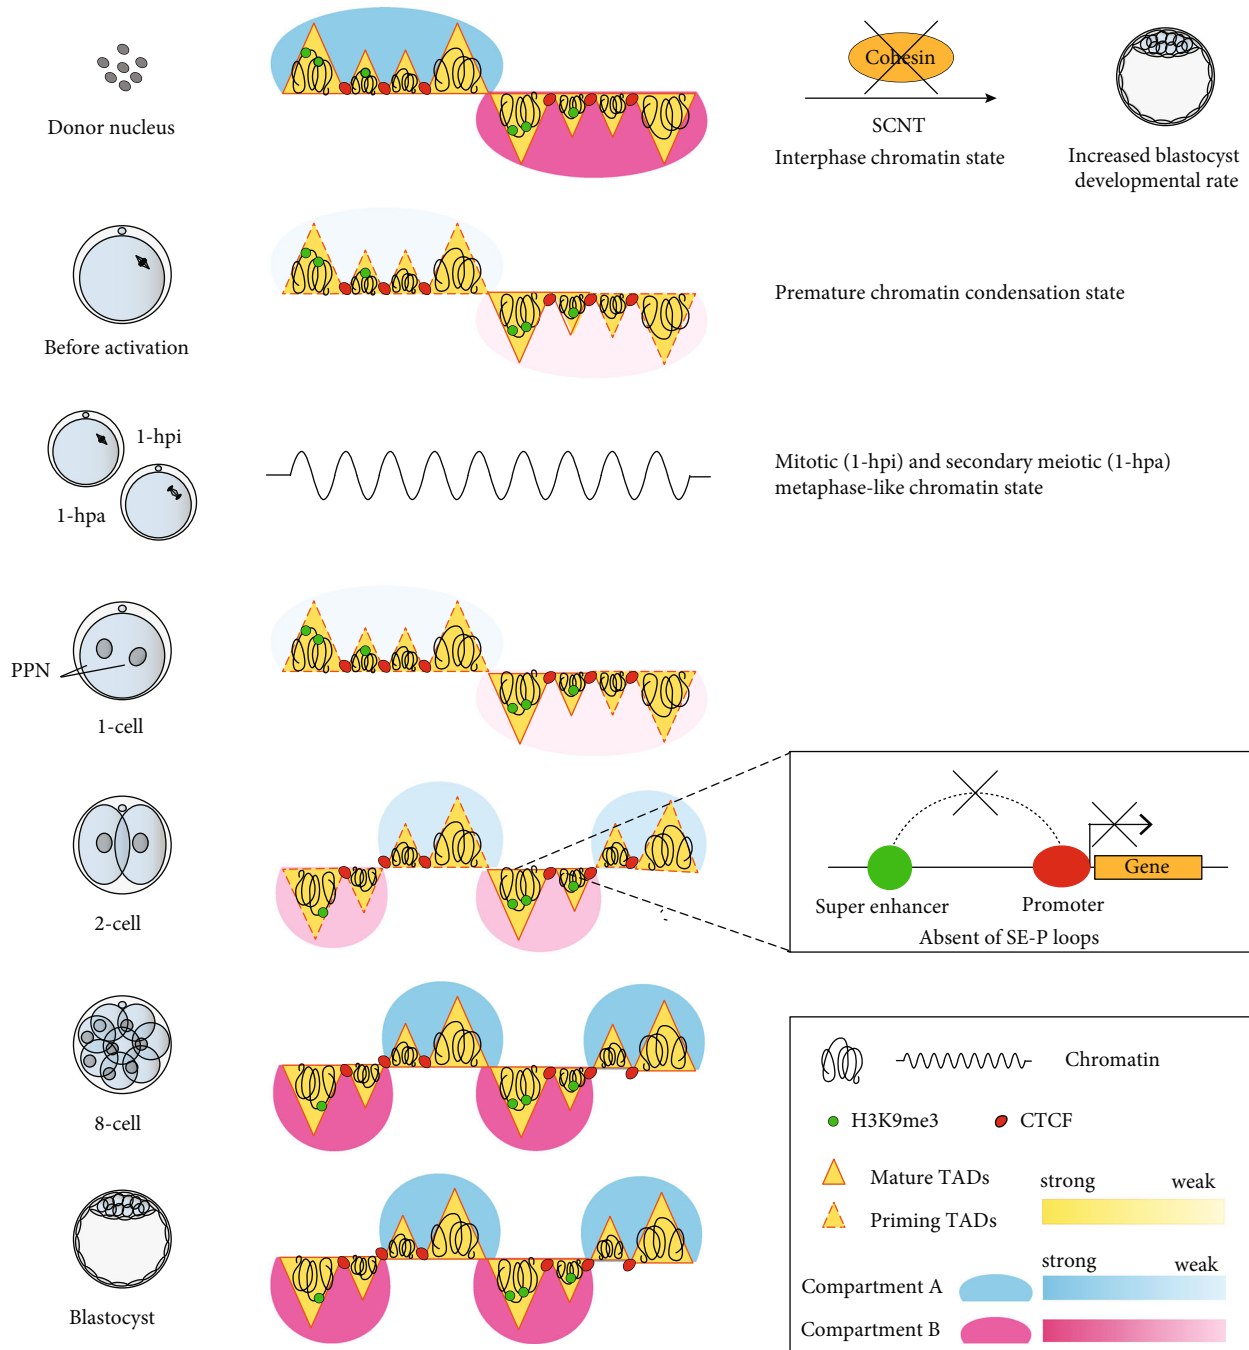 Donor nucleus
Cohesin
SCNT
Interphase chromatin state
Increased blastocyst
developmental rate
Before activation
Premature chromatin condensation state
1-hpi
1-hpa
Mitotic (1-hpi) and secondary meiotic (1-hpa)
metaphase-like chromatin state
PPN
1-cell
2-cell
Gene
Super enhancer
Promoter
Absent of SE-P loops
8-cell
Chromatin
H3K9me3
CTCF
Mature TADs
Priming TADs
strong
weak
Blastocyst
Compartment A
strong
weak
Compartment B